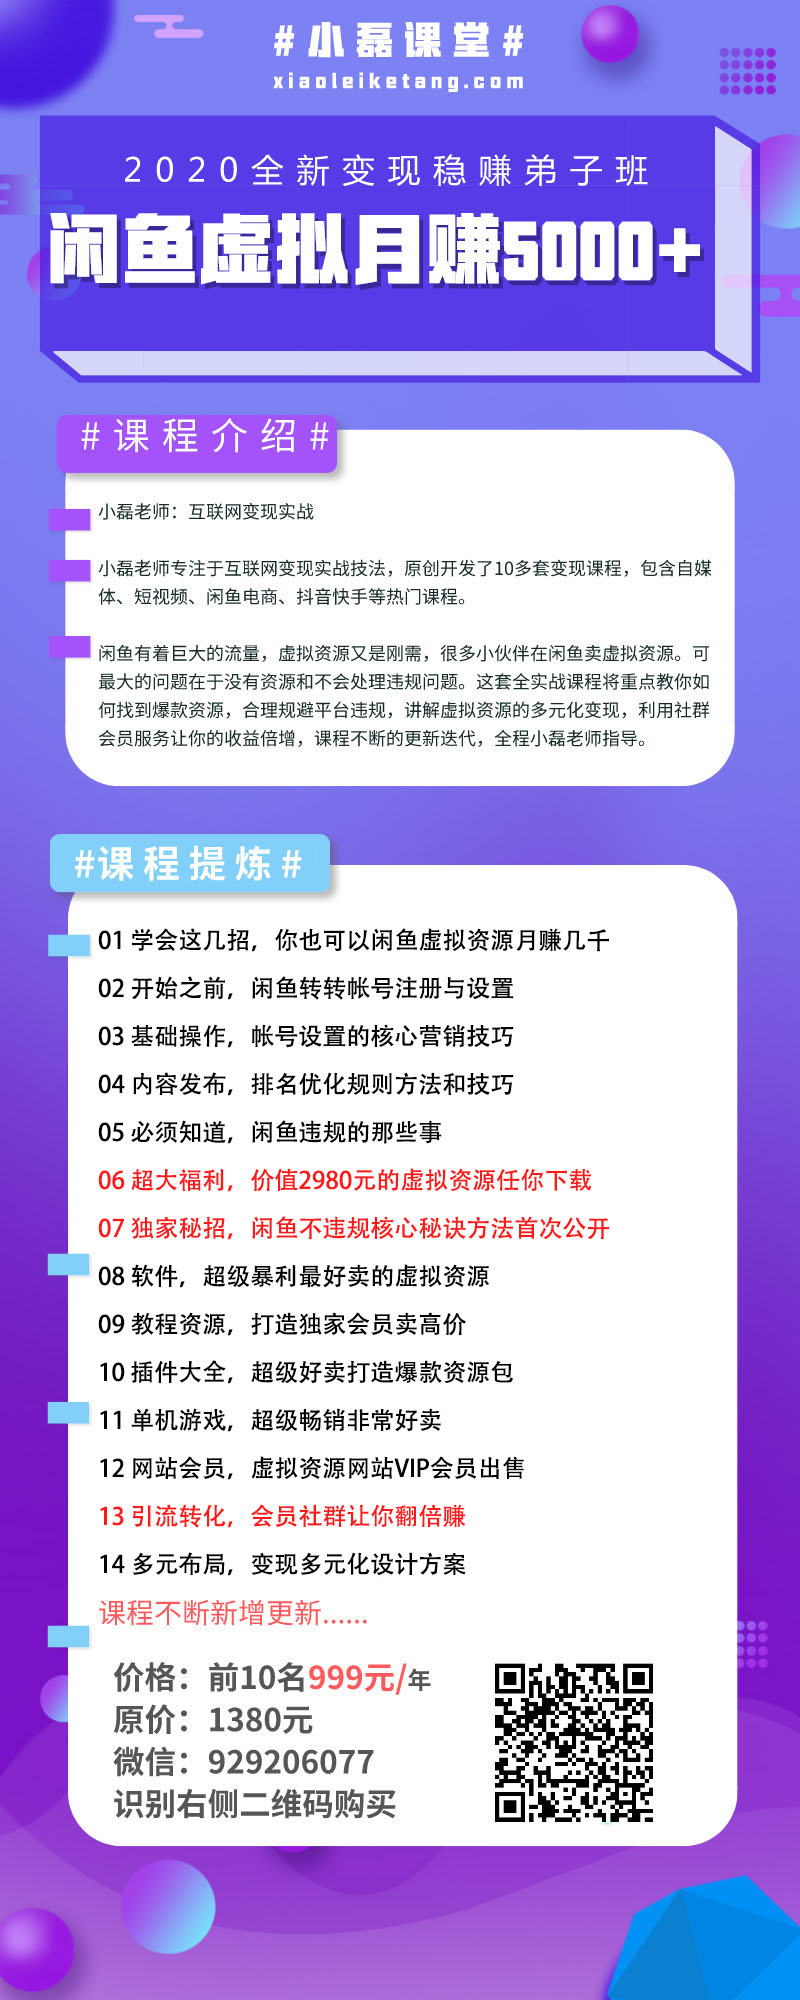 #小磊课堂#
xiaoleiketang.com
2020全新变现稳赚弟子班
闲鱼虚拟月赚5000+
#课程介绍#
小磊老师：互联网变现实战
小磊老师专注于互联网变现实战技法，原创开发了10多套变现课程，包含自媒
体、短视频、闲鱼电商、抖音快手等热门课程。
闲鱼有着巨大的流量，虚拟资源又是刚需，很多小伙伴在闲鱼卖虚拟资源。可
最大的问题在于没有资源和不会处理违规问题。这套全实战课程将重点教你如
何找到爆款资源，合理规避平台违规，讲解虚拟资源的多元化变现，利用社群
会员服务让你的收益倍增，课程不断的更新迭代，全程小磊老师指导。
#课程提炼#
01 学会这几招，你也可以闲鱼虚拟资源月赚几千
02 开始之前，闲鱼转转帐号注册与设置
03 基础操作，帐号设置的核心营销技巧
04 内容发布，排名优化规则方法和技巧
05 必须知道，闲鱼违规的那些事
06 超大福利，价值2980元的虚拟资源任你下载
07 独家秘招，闲鱼不违规核心秘诀方法首次公开
08 软件，超级暴利最好卖的虚拟资源
09 教程资源，打造独家会员卖高价
10 插件大全，超级好卖打造爆款资源包
11 单机游戏，超级畅销非常好卖
12 网站会员，虚拟资源网站VIP会员出售
13 引流转化，会员社群让你翻倍赚
14 多元布局，变现多元化设计方案
课程不断新增更新......
价格：前10名999元/年
原价：1380元
微信：929206077
识别右侧二维码购买